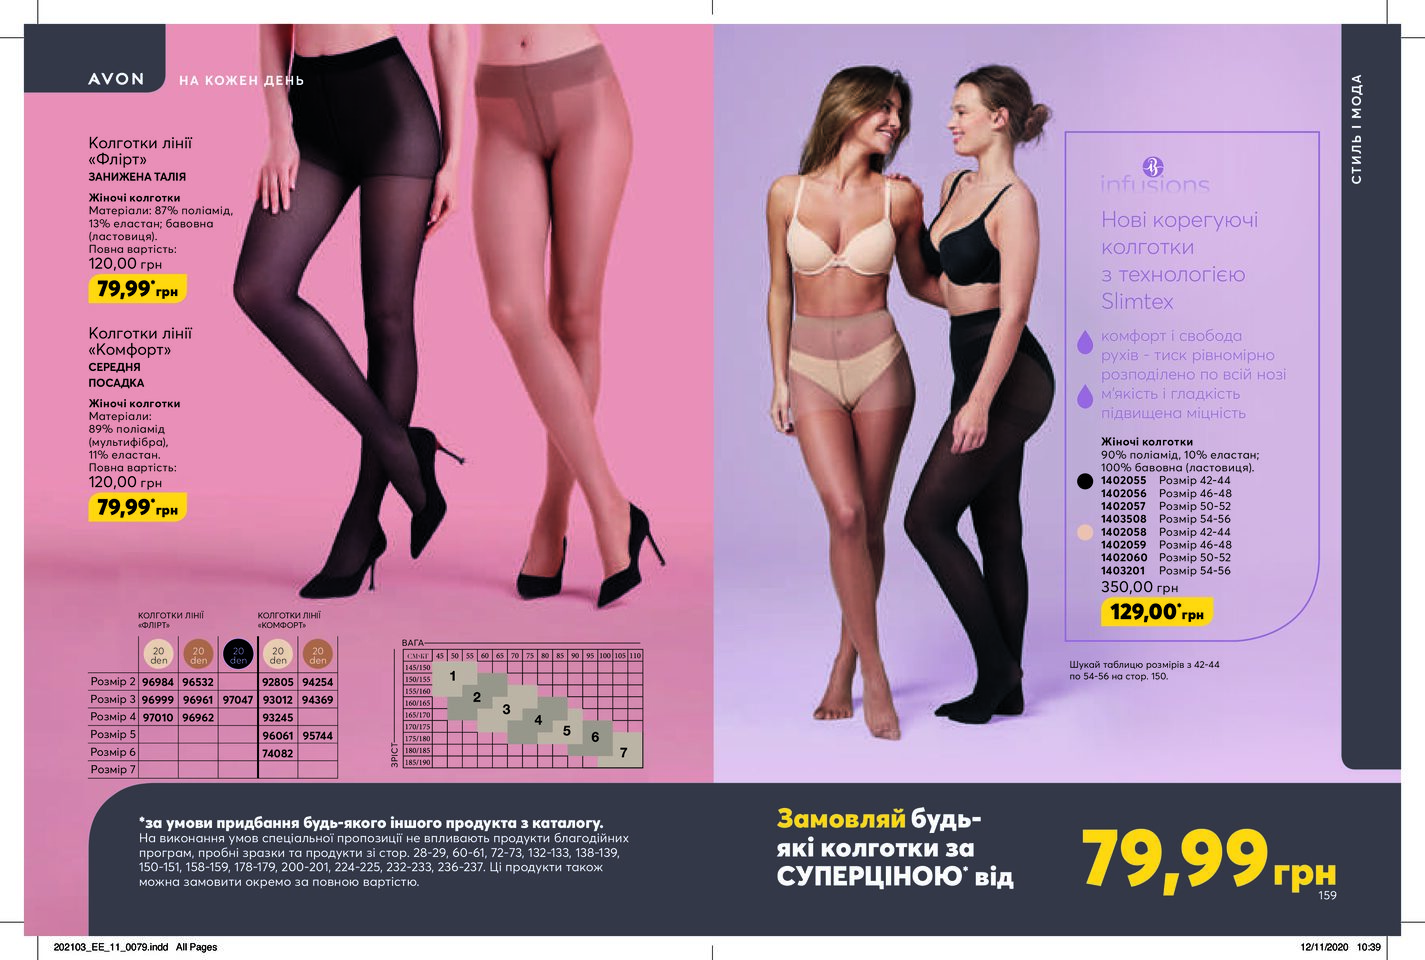 AVON
НА КОЖЕН ДЕНЬ
Колготки лінії
«Флірт»
ЗАНИЖЕНА ТАЛІЯ
Жіночі колготки
Матеріали: 87% поліамід,
13% еластан; бавовна
(ластовиця).
Повна вартість:
120,00 грн
79,99* грн
Колготки лінії
«Комфорт»
СЕРЕДНЯ
ПОСАДКА
Жіночі колготки
Матеріали:
89% поліамід
(мультифібра),
11% еластан.
Повна вартість:
120,00 грн
79,99* грн
КОЛГОТКИ ЛІНІЇ «ФЛІРТ» КОЛГОТКИ ЛІНІЇ «КОМФОРТ»
20 den 20 den 20 den 20 den 20 den
Розмір 2 96984 96532 92805 94254
Розмір 3 96999 96961 97047 93012 94369
Розмір 4 97010 96962 93245
Розмір 5 96061 95744
Розмір 6 74082
Розмір 7
ВАГА
СМ\КГ 45 50 55 60 65 70 75 80 85 90 95 100 105 110
ЗРІСТ
145/150
150/155 1
155/160 2
160/165 3
165/170 4
170/175 5
175/180 6
180/185 7
185/190
СТИЛЬ І МОДА
infusions
Нові корегуючі
колготки
з технологією
Slimtex
комфорт і свобода
рухів - тиск рівномірно
розподілено по всій нозі
м'якість і гладкість
підвищена міцність
Жіночі колготки
90% поліамід, 10% еластан;
100% бавовна (ластовиця).
1402055 Розмір 42-44
1402056 Розмір 46-48
1402057 Розмір 50-52
1403508 Розмір 54-56
1402058 Розмір 42-44
1402059 Розмір 46-48
1402060 Розмір 50-52
1403201 Розмір 54-56
350,00 грн
129,00* грн
Шукай таблицю розмірів з 42-44
по 54-56 на стор. 150.
*за умови придбання будь-якого іншого продукта з каталогу.
На виконання умов спеціальної пропозиції не впливають продукти благодійних
програм, пробні зразки та продукти зі стор. 28-29, 60-61, 72-73, 132-133, 138-139,
150-151, 158-159, 178-179, 200-201, 224-225, 232-233, 236-237. Ці продукти також
можна замовити окремо за повною вартістю.
Замовляй будь-
які колготки за
СУПЕРЦІНОЮ* від
79,99 грн
159
202103_EE_11_0079.indd All Pages
12/11/2020 10:39